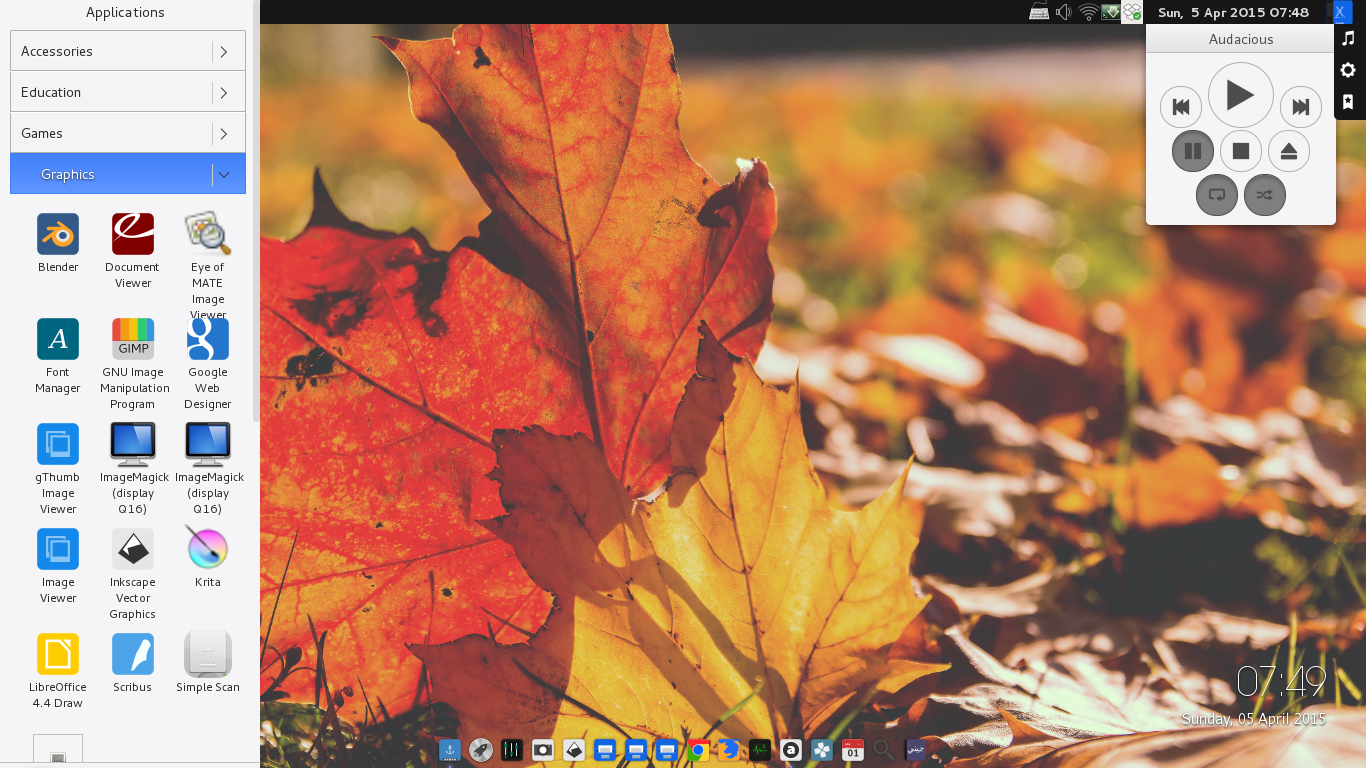 Applications
Accessories
Education
Games
Graphics
Blender
Document
Viewer
Eye of
MATE
Image
Viewer
Font
Manager
GIMP
GNU Image
Manipulation
Program
Google
Web
Designer
gThumb
Image
Viewer
ImageMagick
(display
Q16)
ImageMagick
(display
Q16)
Image
Viewer
Inkscape
Vector
Graphics
Krita
LibreOffice
4.4 Draw
Scribus
Simple Scan
Sun, 5 Apr 2015 07:48
X
Audacious
07:49
Sunday, 05 April 2015
01